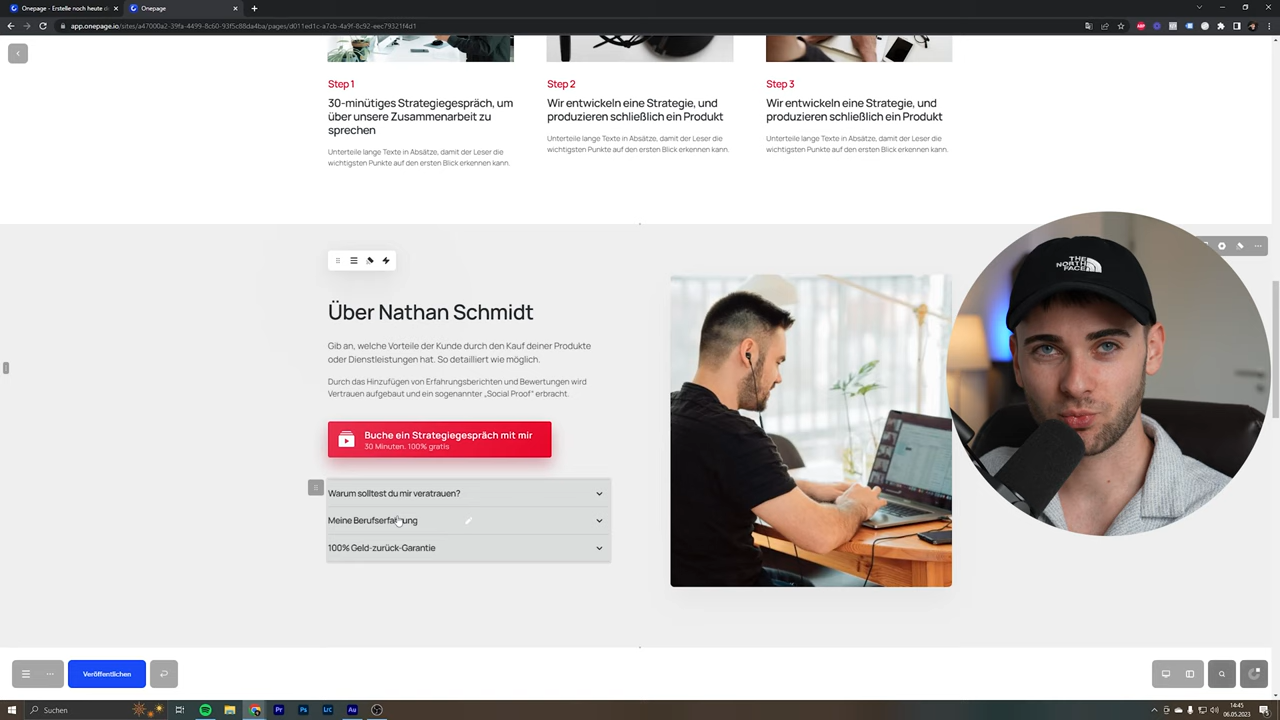 Onepage - Erstelle noch heute d
Onepage
app.onepage.io/sites/a47000a2-39fa-4499-8c60-93f5c88da4ba/pages/d011ed1c-a7cb-4a9f-8c92-eec79321f4d1
Step 1
30-minütiges Strategiegespräch, um
über unsere Zusammenarbeit zu
sprechen
Unterteile lange Texte in Absätze, damit der Leser die
wichtigsten Punkte auf den ersten Blick erkennen kann.
Step 2
Wir entwickeln eine Strategie, und
produzieren schließlich ein Produkt
Unterteile lange Texte in Absätze, damit der Leser die
wichtigsten Punkte auf den ersten Blick erkennen kann.
Step 3
Wir entwickeln eine Strategie, und
produzieren schließlich ein Produkt
Unterteile lange Texte in Absätze, damit der Leser die
wichtigsten Punkte auf den ersten Blick erkennen kann.
Über Nathan Schmidt
Gib an, welche Vorteile der Kunde durch den Kauf deiner Produkte
oder Dienstleistungen hat. So detailliert wie möglich.
Durch das Hinzufügen von Erfahrungsberichten und Bewertungen wird
Vertrauen aufgebaut und ein sogenannter „Social Proof“ erbracht.
Buche ein Strategiegespräch mit mir
30 Minuten. 100% gratis
Warum solltest du mir veratrauen?
Meine Berufserfahrung
100% Geld-zurück-Garantie
THE
NORTH
FACE
Veröffentlichen
Suchen
Pr
Ps
LrC
Au
14:45
06.05.2023